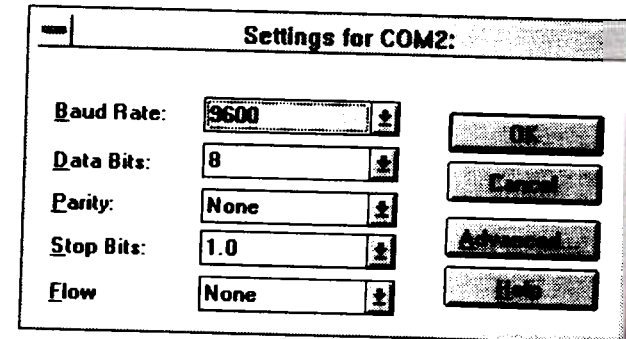 Settings for COM2:
Baud Rate: 9600
OK
Data Bits: 8
Cancel
Parity: None
Stop Bits: 1.0
Advanced...
Flow None
Help